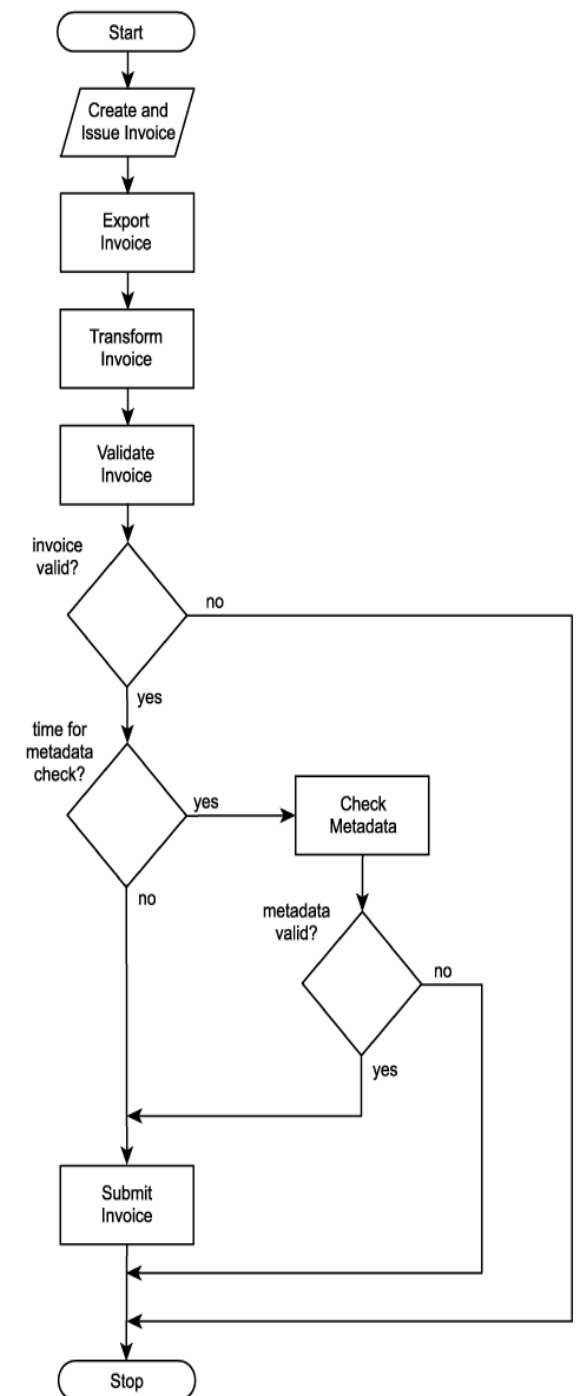 Start
Create and
Issue Invoice
Export
Invoice
Transform
Invoice
Validate
Invoice
invoice
valid?
no
yes
time for
metadata
check?
yes
Check
Metadata
no
metadata
valid?
no
yes
Submit
Invoice
Stop